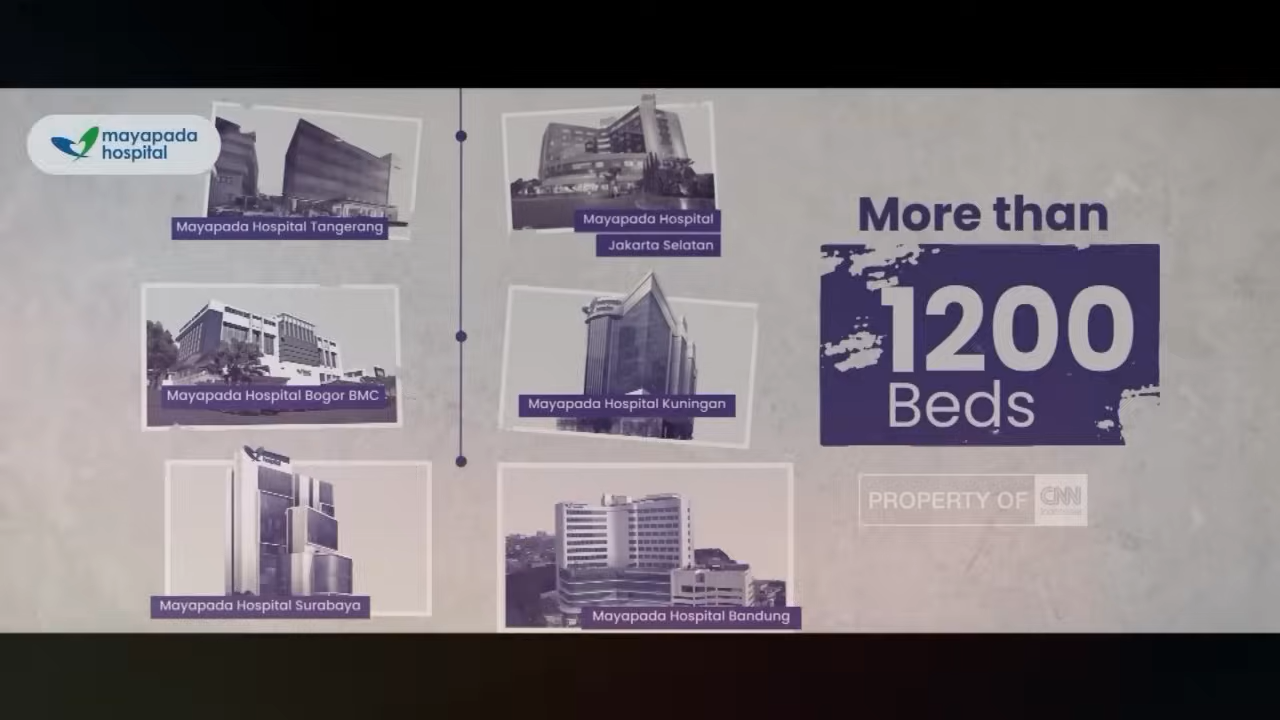 mayapada
hospital
Mayapada Hospital Tangerang
Mayapada Hospital
Jakarta Selatan
Mayapada Hospital Bogor BMC
Mayapada Hospital Kuningan
Mayapada Hospital Surabaya
Mayapada Hospital Bandung
More than
1200
Beds
PROPERTY OF CNN